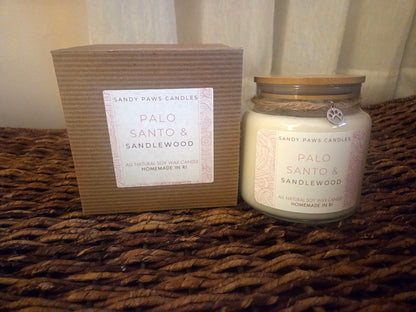 SANDY PAWS CANDLES
PALO
SANTO &
SANDLEWOOD
ALL NATURAL SOY WAX CANDLE
HOMEMADE IN RI
SANDY PAWS CANDLES
PALO
SANTO &
SANDLEWOOD
ALL NATURAL SOY WAX CANDLE
HOMEMADE IN RI